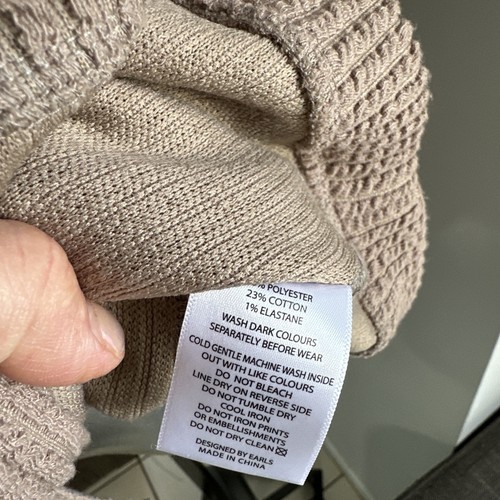 % POLYESTER
23% COTTON
1% ELASTANE
WASH DARK COLOURS
SEPARATELY BEFORE WEAR
COLD GENTLE MACHINE WASH INSIDE
OUT WITH LIKE COLOURS
DO NOT BLEACH
LINE DRY ON REVERSE SIDE
DO NOT TUMBLE DRY
COOL IRON
DO NOT IRON PRINTS
OR EMBELLISHMENTS
DO NOT DRY CLEAN
DESIGNED BY EARLS
MADE IN CHINA